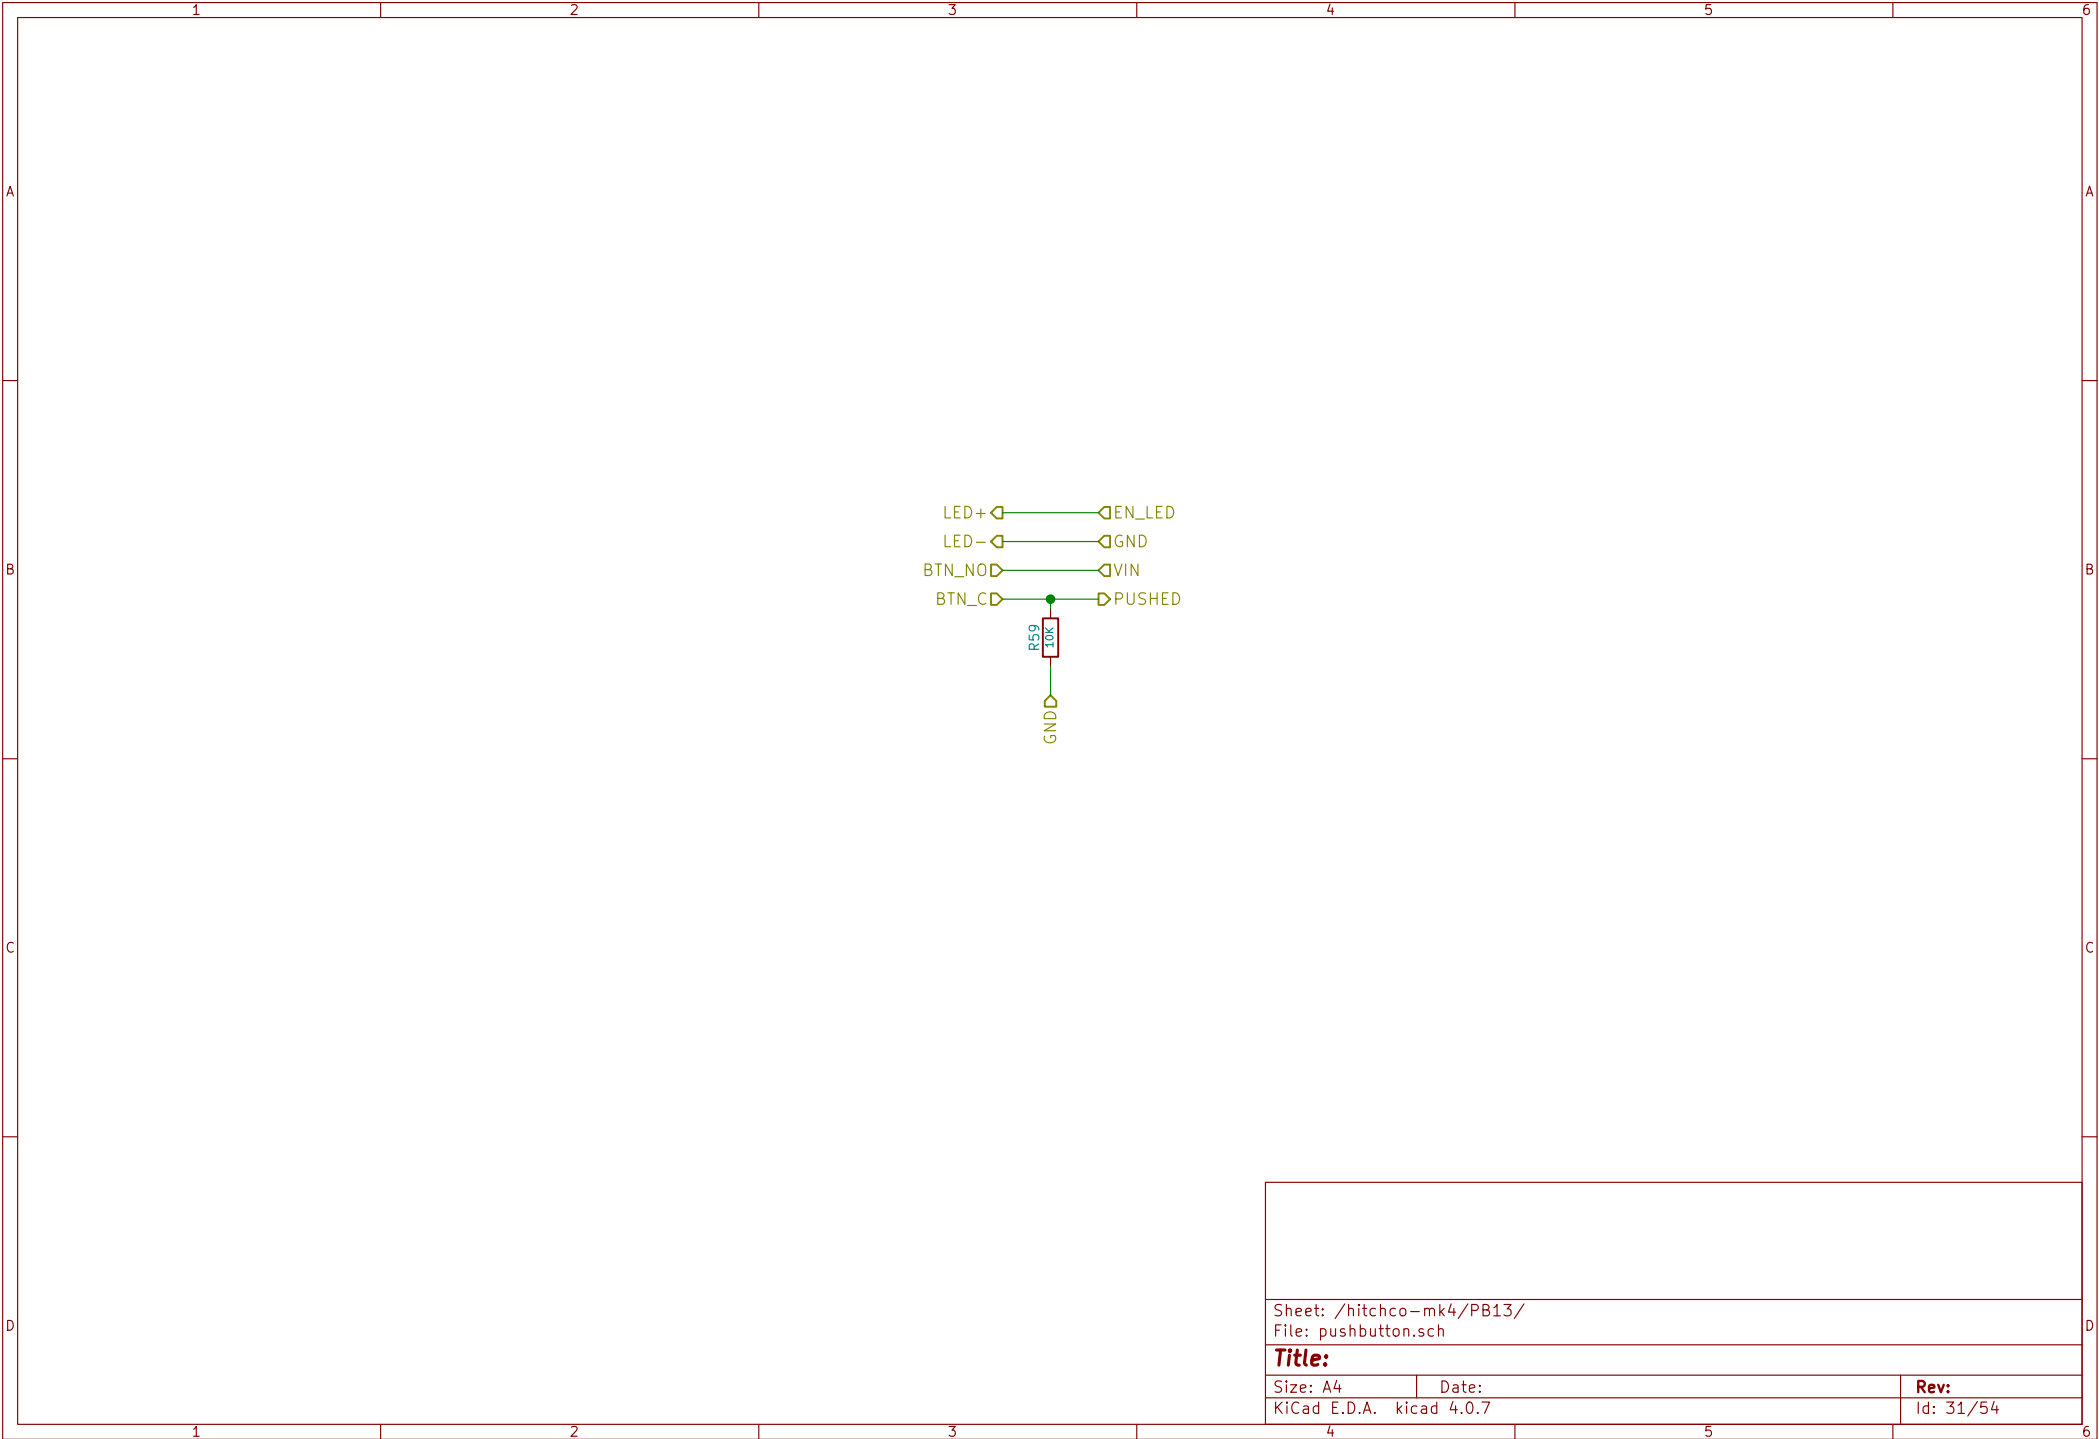 1 2 3 4 5 6
A A
LED+ EN_LED
LED- GND
BTN_NO VIN
B B
BTN_C PUSHED
R59
10K
GND
C C
Sheet: /hitchco-mk4/PB13/
D D
File: pushbutton.sch
Title:
Size: A4 Date: Rev:
KiCad E.D.A. kicad 4.0.7 Id: 31/54
1 2 3 4 5 6